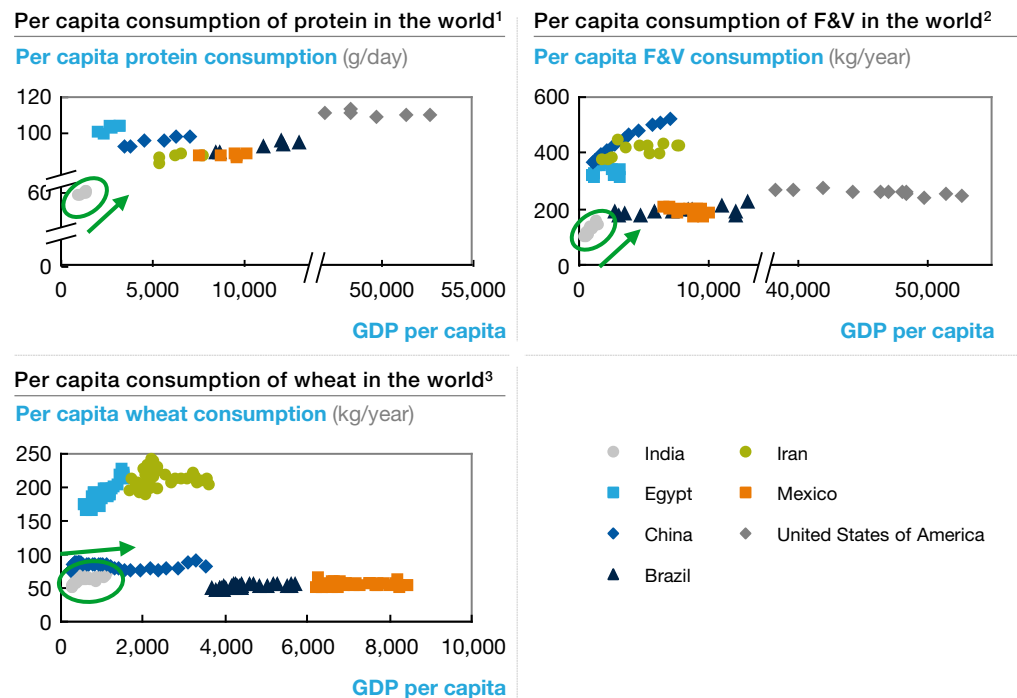 Per capita consumption of protein in the world¹
Per capita protein consumption (g/day)
120
100
60
0
0 5,000 10,000 50,000 55,000
GDP per capita
Per capita consumption of F&V in the world²
Per capita F&V consumption (kg/year)
600
400
200
0
0 10,000 40,000 50,000
GDP per capita
Per capita consumption of wheat in the world³
Per capita wheat consumption (kg/year)
250
200
150
100
50
0
0 2,000 4,000 6,000 8,000 10,000
GDP per capita
India
Iran
Egypt
Mexico
China
United States of America
Brazil